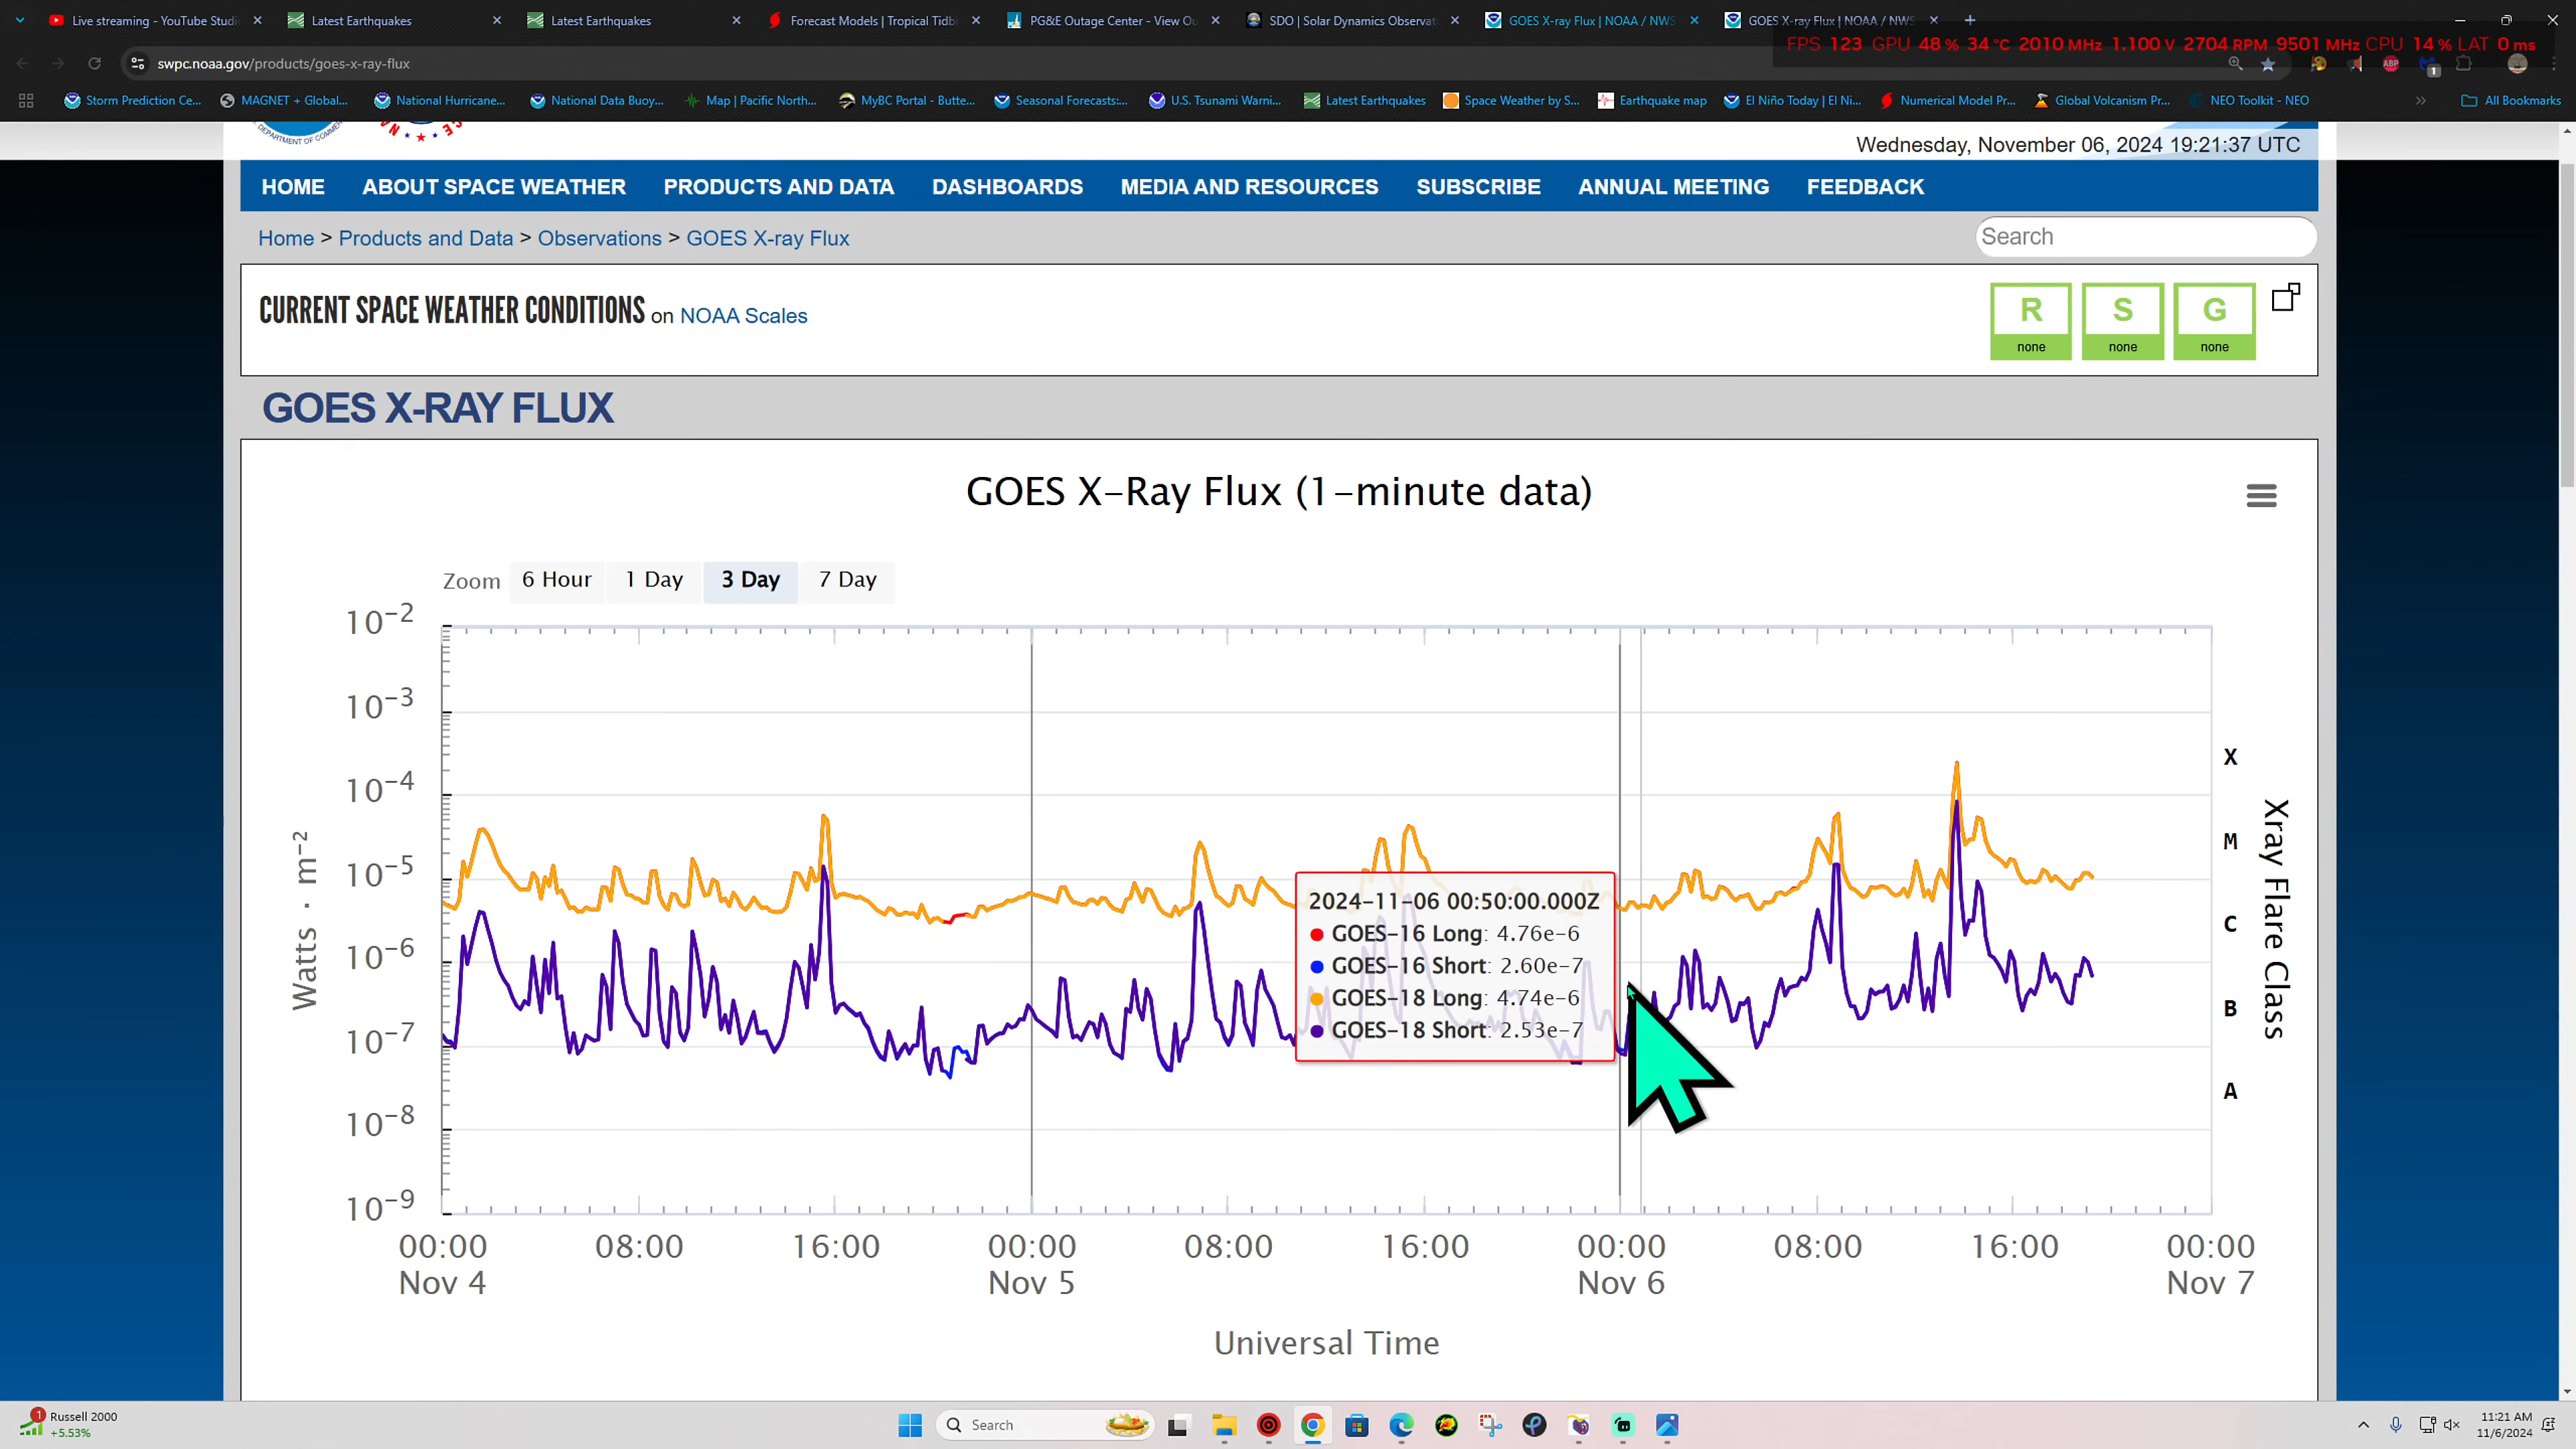 Live streaming - YouTube Studi
Latest Earthquakes
Latest Earthquakes
Forecast Models | Tropical Tidbi
PG&E Outage Center - View Ou
SDO | Solar Dynamics Observat
GOES X-ray Flux | NOAA / NWS
GOES X-ray Flux | NOAA / NWS
FPS 123 GPU 48 % 34 °C 2010 MHz 1.100 V 2704 RPM 9501 MHz CPU 14 % LAT 0 ms
swpc.noaa.gov/products/goes-x-ray-flux
ABP
1
Storm Prediction Ce...
MAGNET + Global...
National Hurricane...
National Data Buoy...
Map | Pacific North...
MyBC Portal - Butte...
Seasonal Forecasts:...
U.S. Tsunami Warni...
Latest Earthquakes
Space Weather by S...
Earthquake map
El Niño Today | El Ni...
Numerical Model Pr...
Global Volcanism Pr...
NEO Toolkit - NEO
All Bookmarks
Wednesday, November 06, 2024 19:21:37 UTC
HOME ABOUT SPACE WEATHER PRODUCTS AND DATA DASHBOARDS MEDIA AND RESOURCES SUBSCRIBE ANNUAL MEETING FEEDBACK
Home > Products and Data > Observations > GOES X-ray Flux
Search
CURRENT SPACE WEATHER CONDITIONS on NOAA Scales
R S G
none none none
GOES X-RAY FLUX
GOES X-Ray Flux (1-minute data)
Zoom 6 Hour 1 Day 3 Day 7 Day
10⁻²
10⁻³
10⁻⁴
10⁻⁵
10⁻⁶
10⁻⁷
10⁻⁸
10⁻⁹
Watts · m⁻²
X
M
C
B
A
Xray Flare Class
2024-11-06 00:50:00.000Z
GOES-16 Long: 4.76e-6
GOES-16 Short: 2.60e-7
GOES-18 Long: 4.74e-6
GOES-18 Short: 2.53e-7
00:00 08:00 16:00 00:00 08:00 16:00 00:00 08:00 16:00 00:00
Nov 4 Nov 5 Nov 6 Nov 7
Universal Time
1
Russell 2000
+5.53%
Search
11:21 AM
11/6/2024